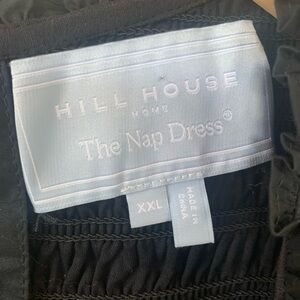 HILL HOUSE
HOME
The Nap Dress®
XXL
MADE IN
CHINA